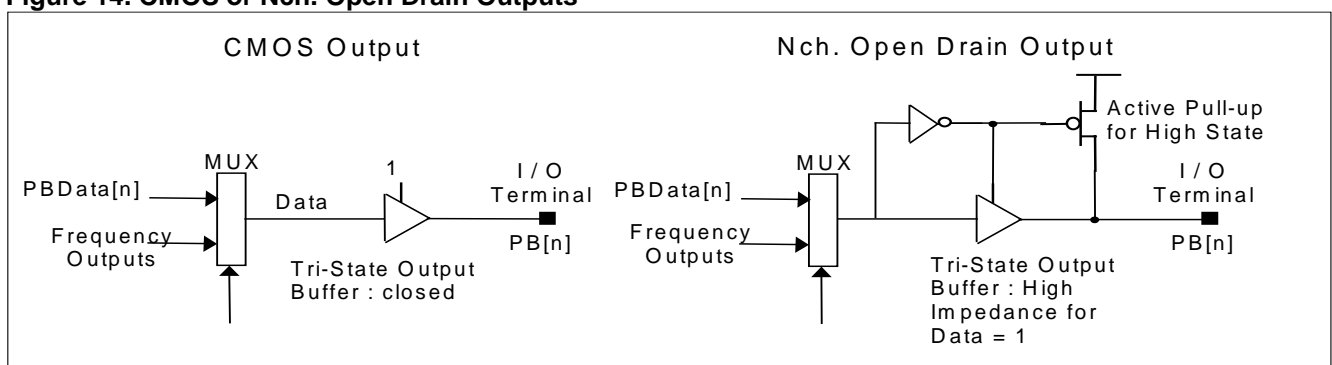 Figure 14. CMOS or Nch. Open Drain Outputs
CMOS Output
MUX
1
I / O
Terminal
PBData[n]
Data
Frequency
Outputs
PB[n]
Tri-State Output
Buffer : closed
Nch. Open Drain Output
Active Pull-up
for High State
MUX
I / O
Terminal
PBData[n]
Frequency
Outputs
PB[n]
Tri-State Output
Buffer : High
Impedance for
Data = 1